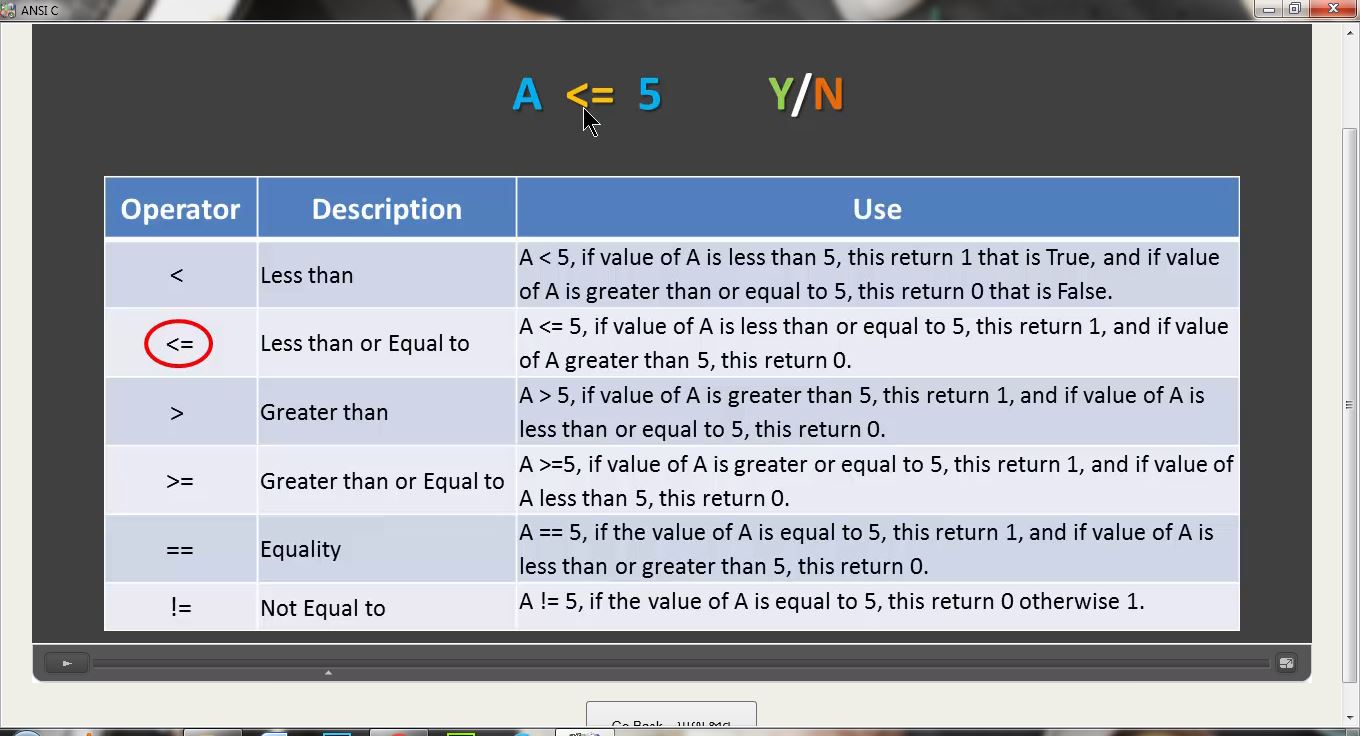 ANSI C
A <= 5 Y/N
Operator Description Use
< Less than A < 5, if value of A is less than 5, this return 1 that is True, and if value
of A is greater than or equal to 5, this return 0 that is False.
<= Less than or Equal to A <= 5, if value of A is less than or equal to 5, this return 1, and if value
of A greater than 5, this return 0.
> Greater than A > 5, if value of A is greater than 5, this return 1, and if value of A is
less than or equal to 5, this return 0.
>= Greater than or Equal to A >=5, if value of A is greater or equal to 5, this return 1, and if value of
A less than 5, this return 0.
== Equality A == 5, if the value of A is equal to 5, this return 1, and if value of A is
less than or greater than 5, this return 0.
!= Not Equal to A != 5, if the value of A is equal to 5, this return 0 otherwise 1.
Go Back